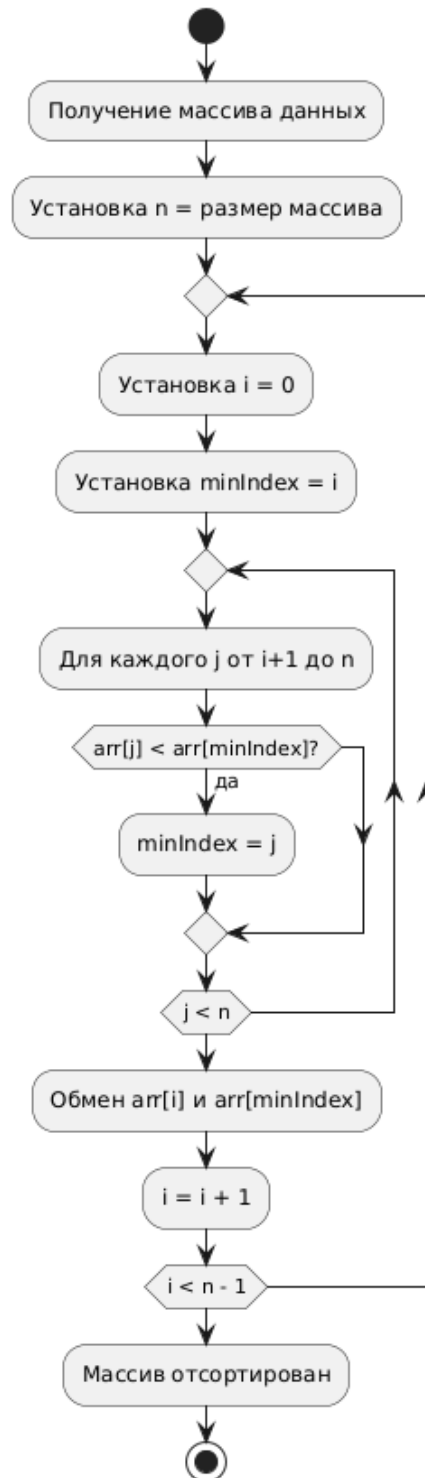 Получение массива данных
Установка n = размер массива
Установка i = 0
Установка minIndex = i
Для каждого j от i+1 до n
arr[j] < arr[minIndex]?
да
minIndex = j
j < n
Обмен arr[i] и arr[minIndex]
i = i + 1
i < n - 1
Массив отсортирован